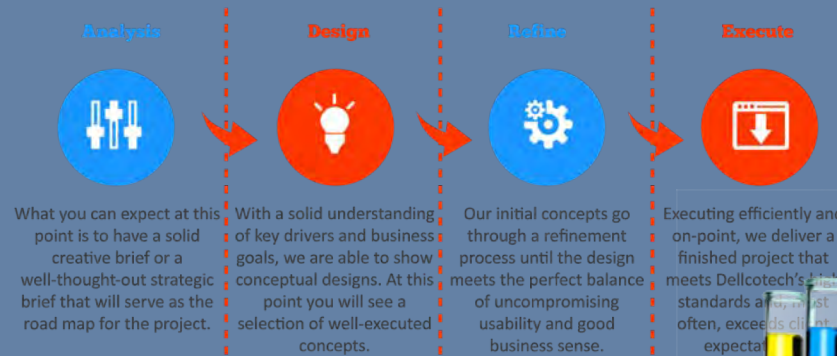 Analysis
What you can expect at this
point is to have a solid
creative brief or a
well-thought-out strategic
brief that will serve as the
road map for the project.
Design
With a solid understanding
of key drivers and business
goals, we are able to show
conceptual designs. At this
point you will see a
selection of well-executed
concepts.
Refine
Our initial concepts go
through a refinement
process until the design
meets the perfect balance
of uncompromising
usability and good
business sense.
Execute
Executing efficiently and
on-point, we deliver a
finished project that
meets Dellcotech's
standards
often, exceeds